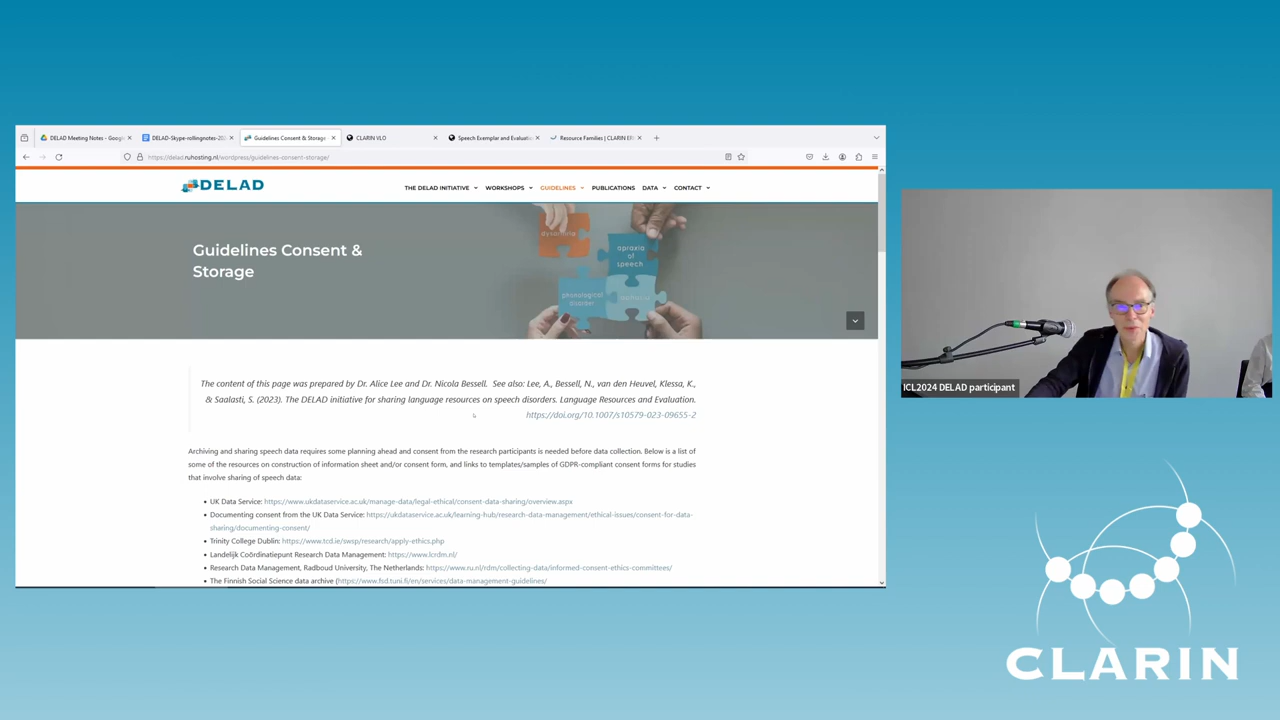 DELAD Meeting Notes - Goog
DELAD-Skype-rollingnotes-20
Guidelines Consent & Storage
CLARIN VLO
Speech Exemplar and Evaluati
Resource Families | CLARIN ER
https://delad.ruhosting.nl/wordpress/guidelines-consent-storage/
DELAD
THE DELAD INITIATIVE
WORKSHOPS
GUIDELINES
PUBLICATIONS
DATA
CONTACT
Guidelines Consent &
Storage
apraxia
of
speech
phonological
disorder
The content of this page was prepared by Dr. Alice Lee and Dr. Nicola Bessell. See also: Lee, A., Bessell, N., van den Heuvel, Klessa, K.,
& Saalasti, S. (2023). The DELAD initiative for sharing language resources on speech disorders. Language Resources and Evaluation.
https://doi.org/10.1007/s10579-023-09655-2
Archiving and sharing speech data requires some planning ahead and consent from the research participants is needed before data collection. Below is a list of
some of the resources on construction of information sheet and/or consent form, and links to templates/samples of GDPR-compliant consent forms for studies
that involve sharing of speech data:
• UK Data Service: https://www.ukdataservice.ac.uk/manage-data/legal-ethical/consent-data-sharing/overview.aspx
• Documenting consent from the UK Data Service: https://ukdataservice.ac.uk/learning-hub/research-data-management/ethical-issues/consent-for-data-
sharing/documenting-consent/
• Trinity College Dublin: https://www.tcd.ie/swsp/research/apply-ethics.php
• Landelijk Coördinatiepunt Research Data Management: https://www.lcrdm.nl/
• Research Data Management, Radboud University, The Netherlands: https://www.ru.nl/rdm/collecting-data/informed-consent-ethics-committees/
• The Finnish Social Science data archive (https://www.fsd.tuni.fi/en/services/data-management-guidelines/
ICL2024 DELAD participant
CLARIN